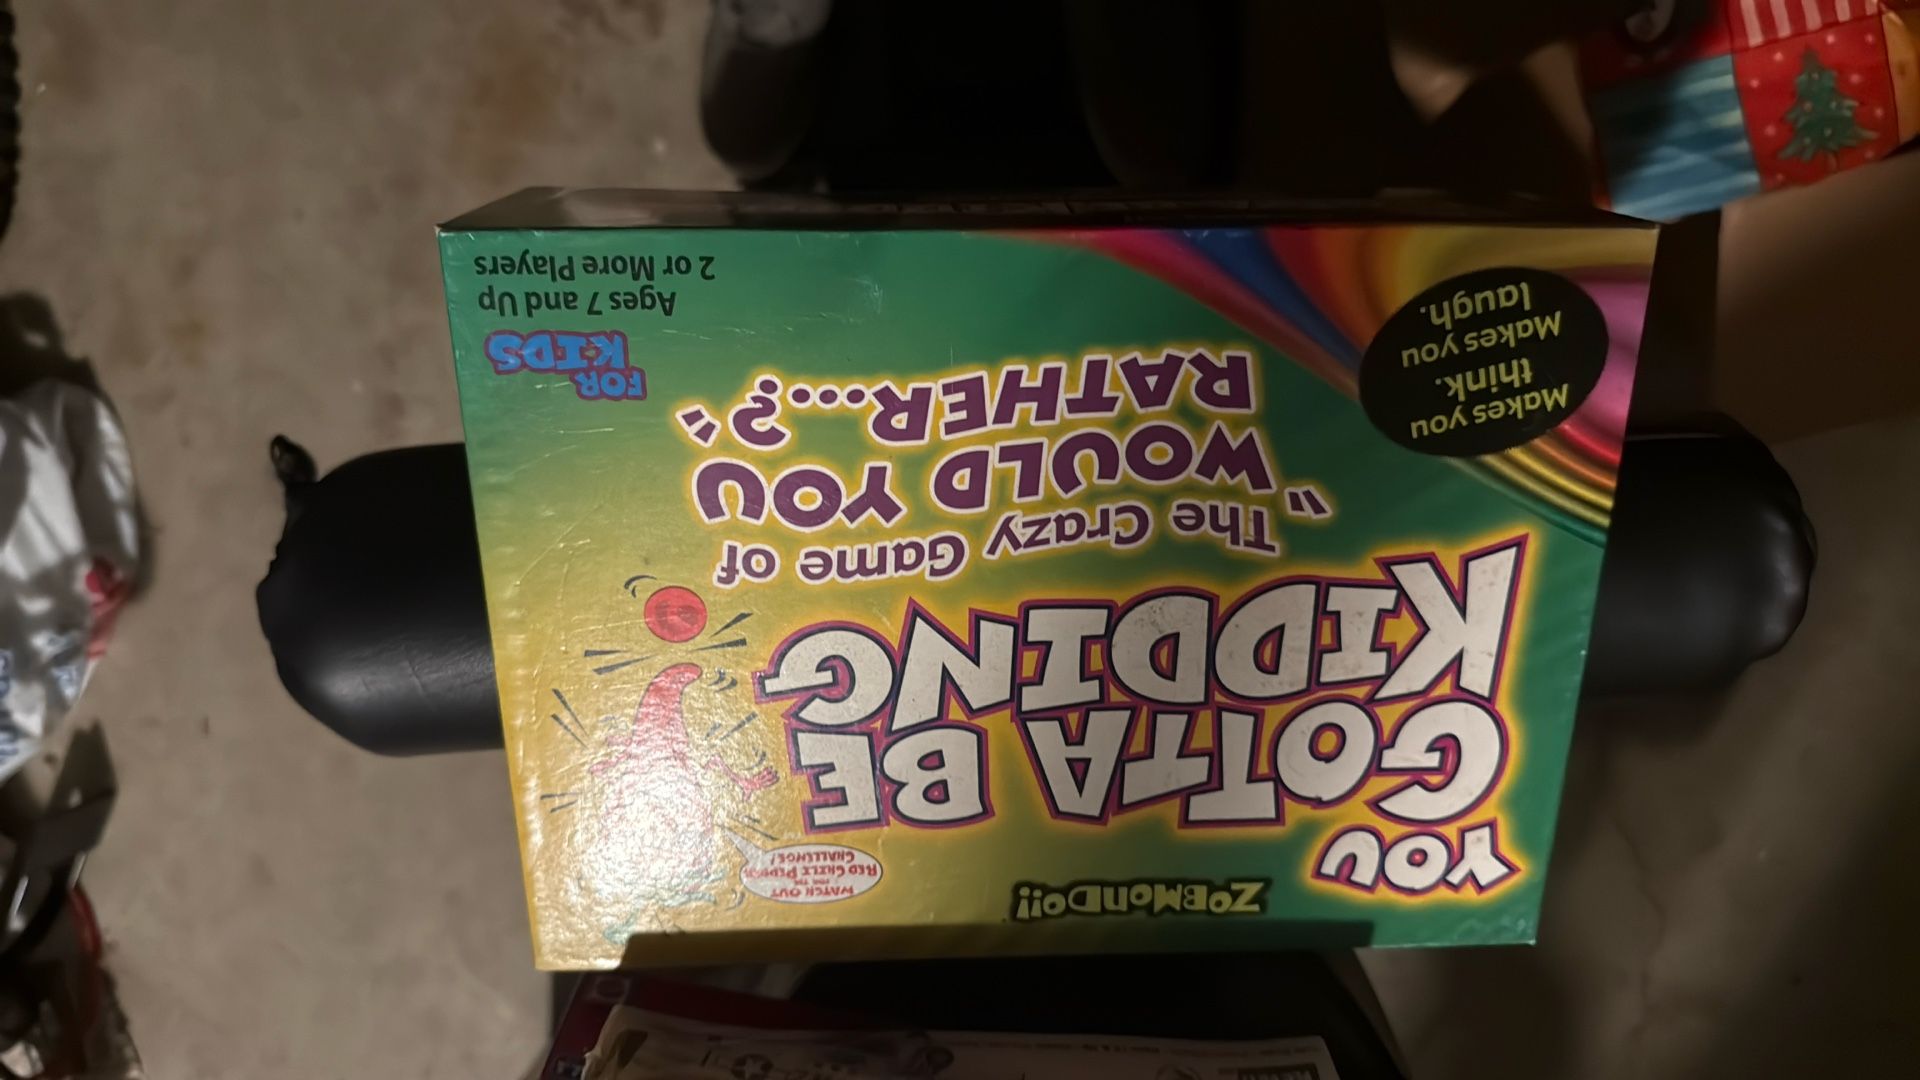 ZOBMONDO!!
YOU
GOTTA BE
KIDDING
WATCH OUT
FOR THE
RED CHILI PEPPER
CHALLENGE!
The Crazy Game of
"WOULD YOU
RATHER....?"
Makes you
think.
Makes you
laugh.
FOR
KIDS
Ages 7 and Up
2 or More Players